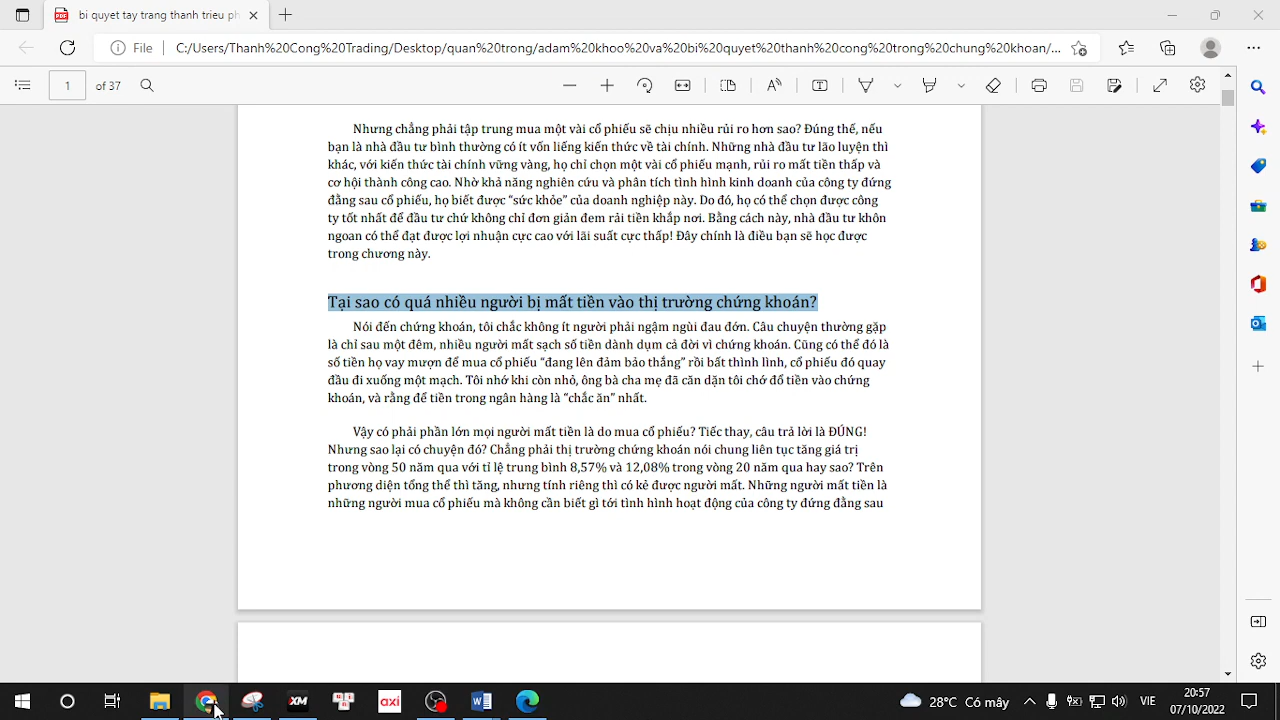 bi quyet tay trang thanh trieu ph
File
C:/Users/Thanh%20Cong%20Trading/Desktop/quan%20trong/adam%20khoo%20va%20bi%20quyet%20thanh%20cong%20trong%20chung%20khoan/...
1 of 37
Nhưng chẳng phải tập trung mua một vài cổ phiếu sẽ chịu nhiều rủi ro hơn sao? Đúng thế, nếu
bạn là nhà đầu tư bình thường có ít vốn liếng kiến thức về tài chính. Những nhà đầu tư lão luyện thì
khác, với kiến thức tài chính vững vàng, họ chỉ chọn một vài cổ phiếu mạnh, rủi ro mất tiền thấp và
cơ hội thành công cao. Nhờ khả năng nghiên cứu và phân tích tình hình kinh doanh của công ty đứng
đằng sau cổ phiếu, họ biết được “sức khỏe” của doanh nghiệp này. Do đó, họ có thể chọn được công
ty tốt nhất để đầu tư chứ không chỉ đơn giản đem rải tiền khắp nơi. Bằng cách này, nhà đầu tư khôn
ngoan có thể đạt được lợi nhuận cực cao với lãi suất cực thấp! Đây chính là điều bạn sẽ học được
trong chương này.
Tại sao có quá nhiều người bị mất tiền vào thị trường chứng khoán?
Nói đến chứng khoán, tôi chắc không ít người phải ngậm ngùi đau đớn. Câu chuyện thường gặp
là chỉ sau một đêm, nhiều người mất sạch số tiền dành dụm cả đời vì chứng khoán. Cũng có thể đó là
số tiền họ vay mượn để mua cổ phiếu “đang lên đảm bảo thắng” rồi bất thình lình, cổ phiếu đó quay
đầu đi xuống một mạch. Tôi nhớ khi còn nhỏ, ông bà cha mẹ đã căn dặn tôi chớ đổ tiền vào chứng
khoán, và rằng để tiền trong ngân hàng là “chắc ăn” nhất.
Vậy có phải phần lớn mọi người mất tiền là do mua cổ phiếu? Tiếc thay, câu trả lời là ĐÚNG!
Nhưng sao lại có chuyện đó? Chẳng phải thị trường chứng khoán nói chung liên tục tăng giá trị
trong vòng 50 năm qua với tỉ lệ trung bình 8,57% và 12,08% trong vòng 20 năm qua hay sao? Trên
phương diện tổng thể thì tăng, nhưng tính riêng thì có kẻ được người mất. Những người mất tiền là
những người mua cổ phiếu mà không cần biết gì tới tình hình hoạt động của công ty đứng đằng sau
XM
axi
28°C Có mây
VIE
20:57
07/10/2022